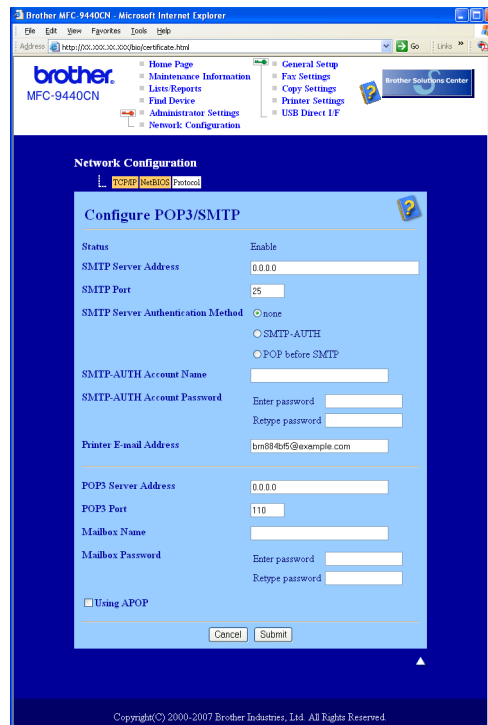 Brother MFC-9440CN - Microsoft Internet Explorer
File Edit View Favorites Tools Help
Address http://XX.XXX.XX.XXX/bio/certificate.html Go Links »
brother.
MFC-9440CN
Home Page
Maintenance Information
Lists/Reports
Find Device
Administrator Settings
Network Configuration
General Setup
Fax Settings
Copy Settings
Printer Settings
USB Direct I/F
Brother Solutions Center
Network Configuration
TCP/IP NetBIOS Protocol
Configure POP3/SMTP
Status Enable
SMTP Server Address 0.0.0.0
SMTP Port 25
SMTP Server Authentication Method none
SMTP-AUTH
POP before SMTP
SMTP-AUTH Account Name
SMTP-AUTH Account Password Enter password
Retype password
Printer E-mail Address brn884bf5@example.com
POP3 Server Address 0.0.0.0
POP3 Port 110
Mailbox Name
Mailbox Password Enter password
Retype password
Using APOP
Cancel Submit
Copyright(C) 2000-2007 Brother Industries, Ltd. All Rights Reserved.